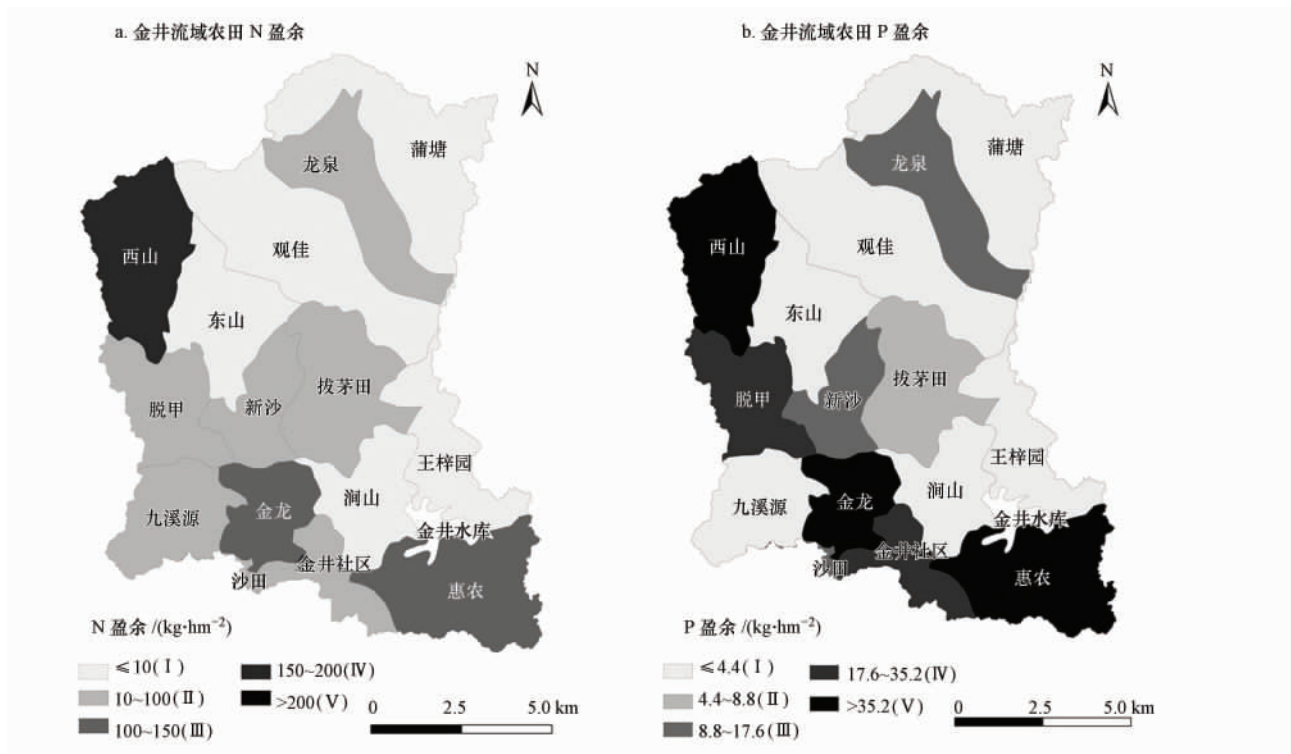 a. 金井流域农田 N 盈余
N
蒲塘
龙泉
西山
观佳
东山
拔茅田
脱甲
新沙
王梓园
涧山
九溪源
金龙
金井水库
金井社区
沙田
惠农
N 盈余 /(kg·hm⁻²)
≤10(Ⅰ)
10~100(Ⅱ)
100~150(Ⅲ)
150~200(Ⅳ)
>200(Ⅴ)
0 2.5 5.0 km
b. 金井流域农田 P 盈余
N
蒲塘
龙泉
西山
观佳
东山
拔茅田
脱甲
新沙
王梓园
涧山
九溪源
金龙
金井水库
金井社区
沙田
惠农
P 盈余 /(kg·hm⁻²)
≤4.4(Ⅰ)
4.4~8.8(Ⅱ)
8.8~17.6(Ⅲ)
17.6~35.2(Ⅳ)
>35.2(Ⅴ)
0 2.5 5.0 km